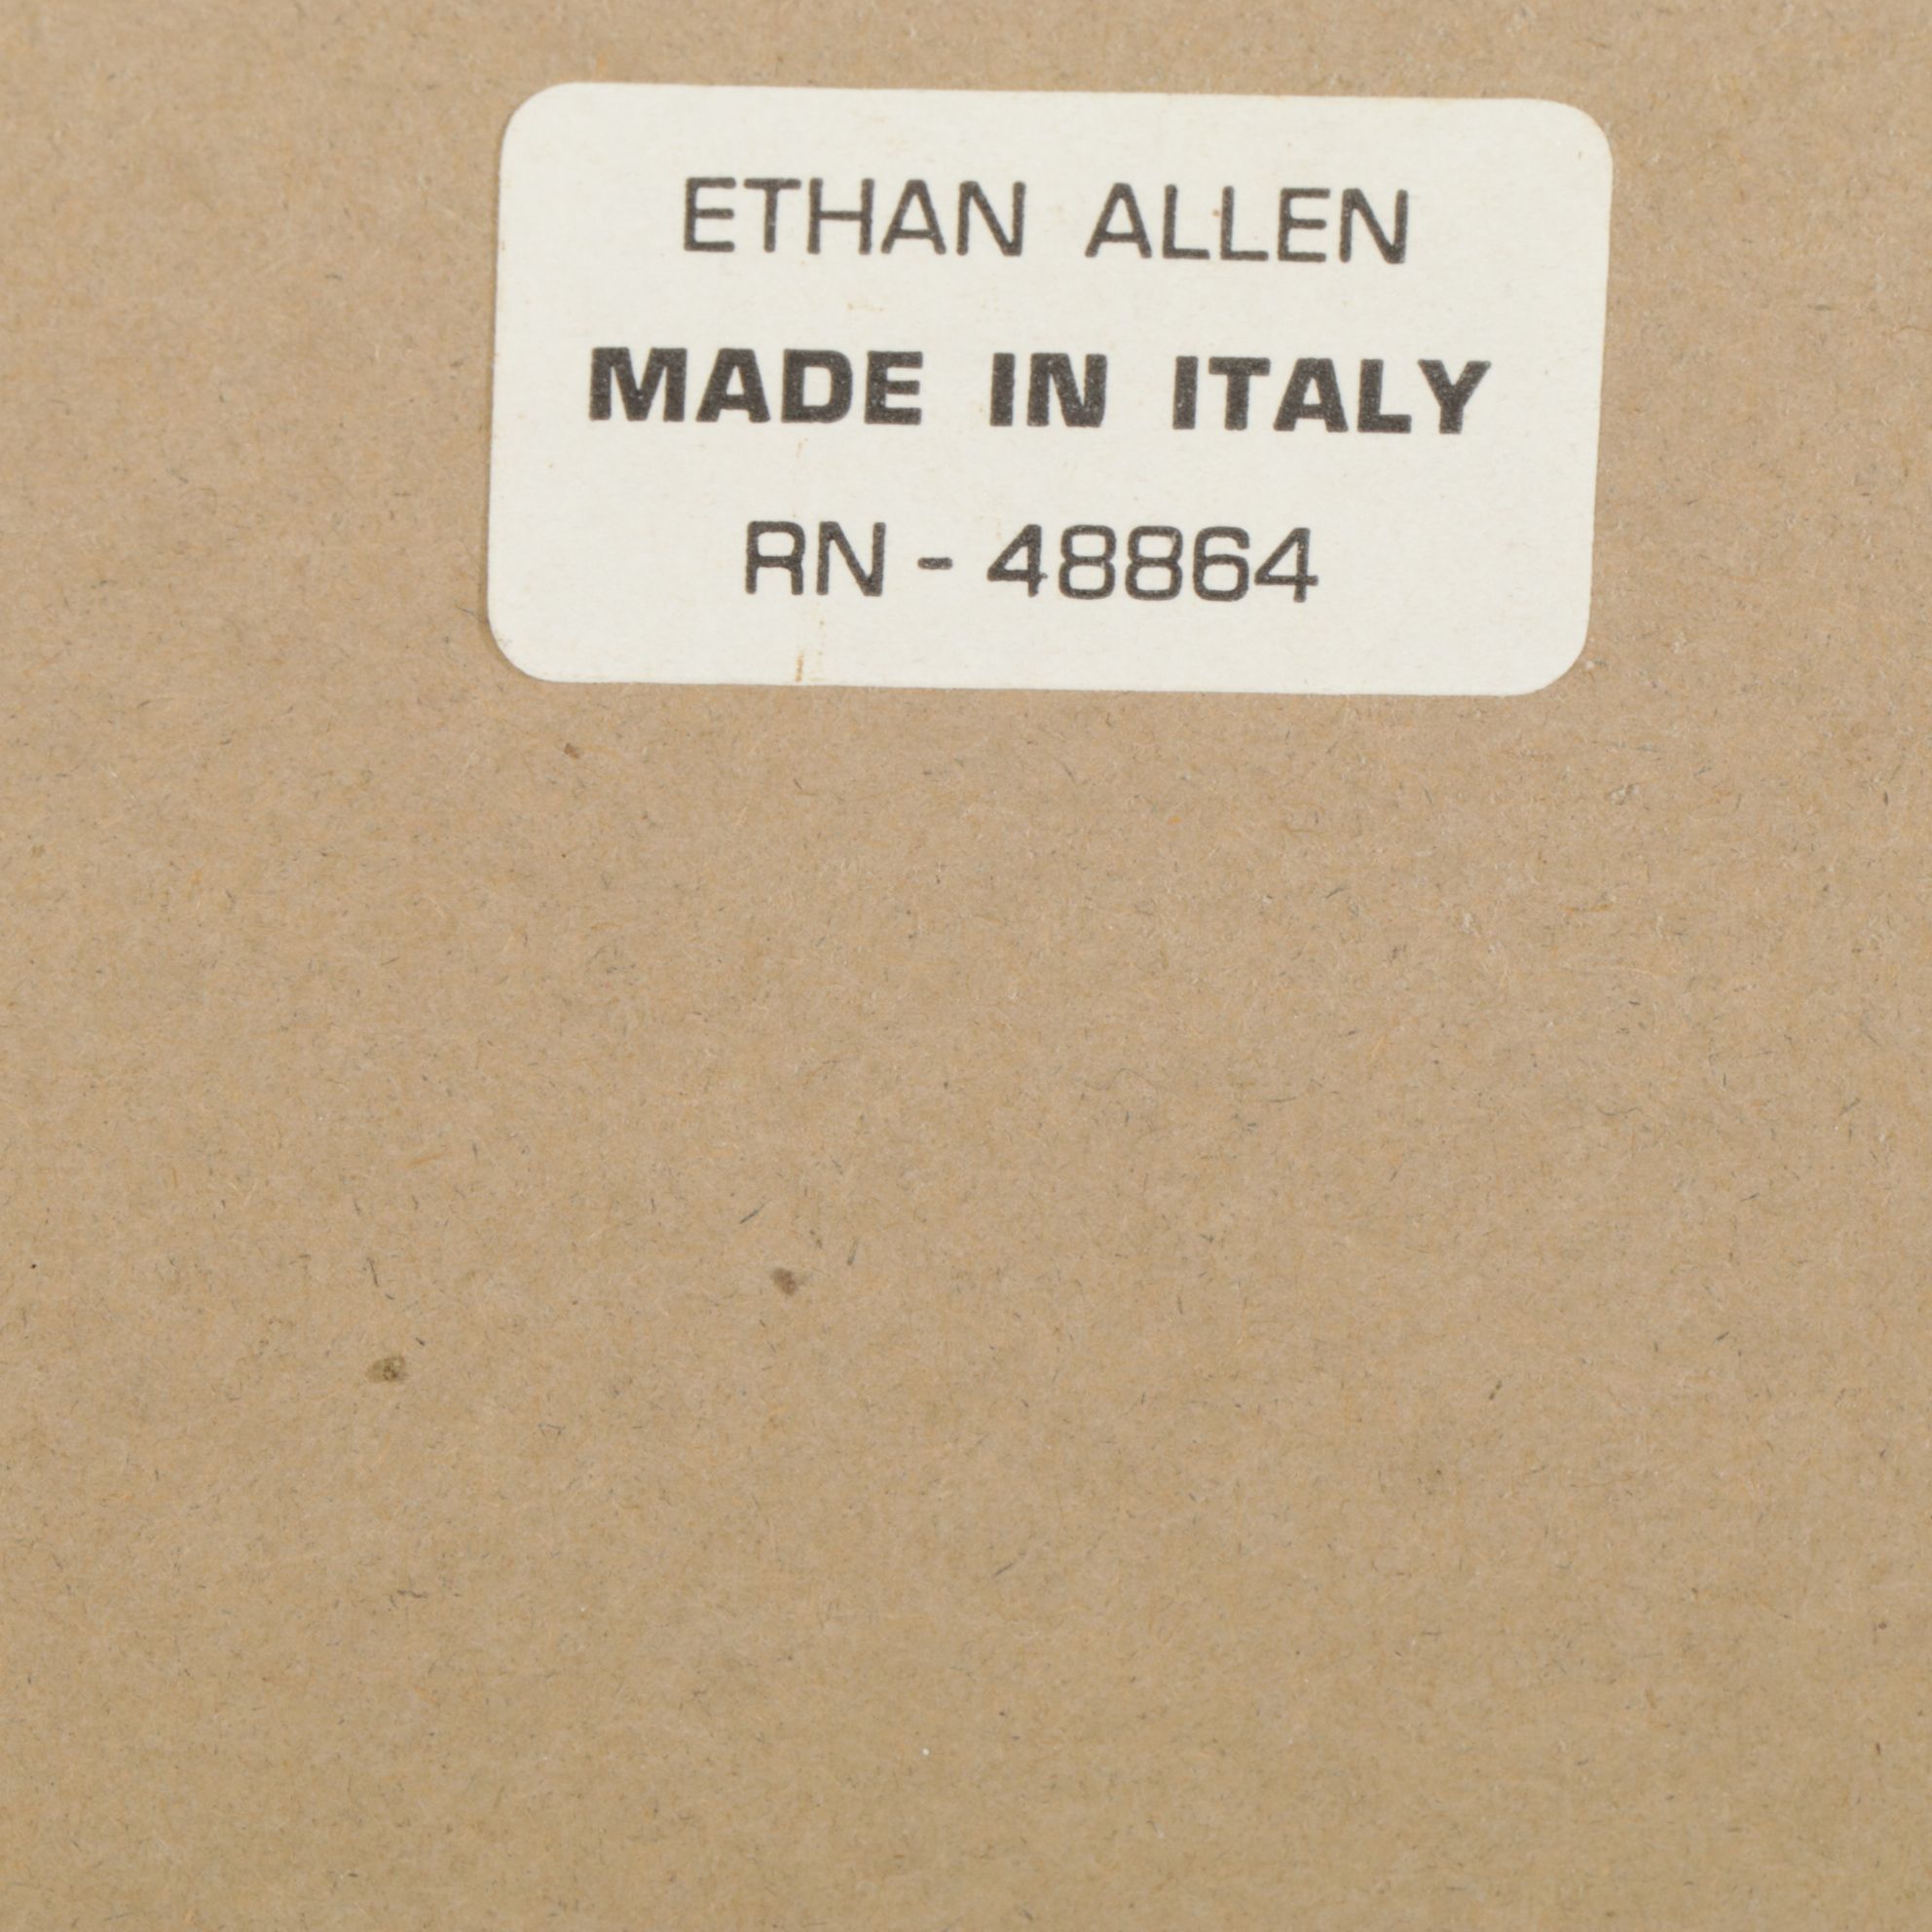 ETHAN ALLEN
MADE IN ITALY
RN - 48864